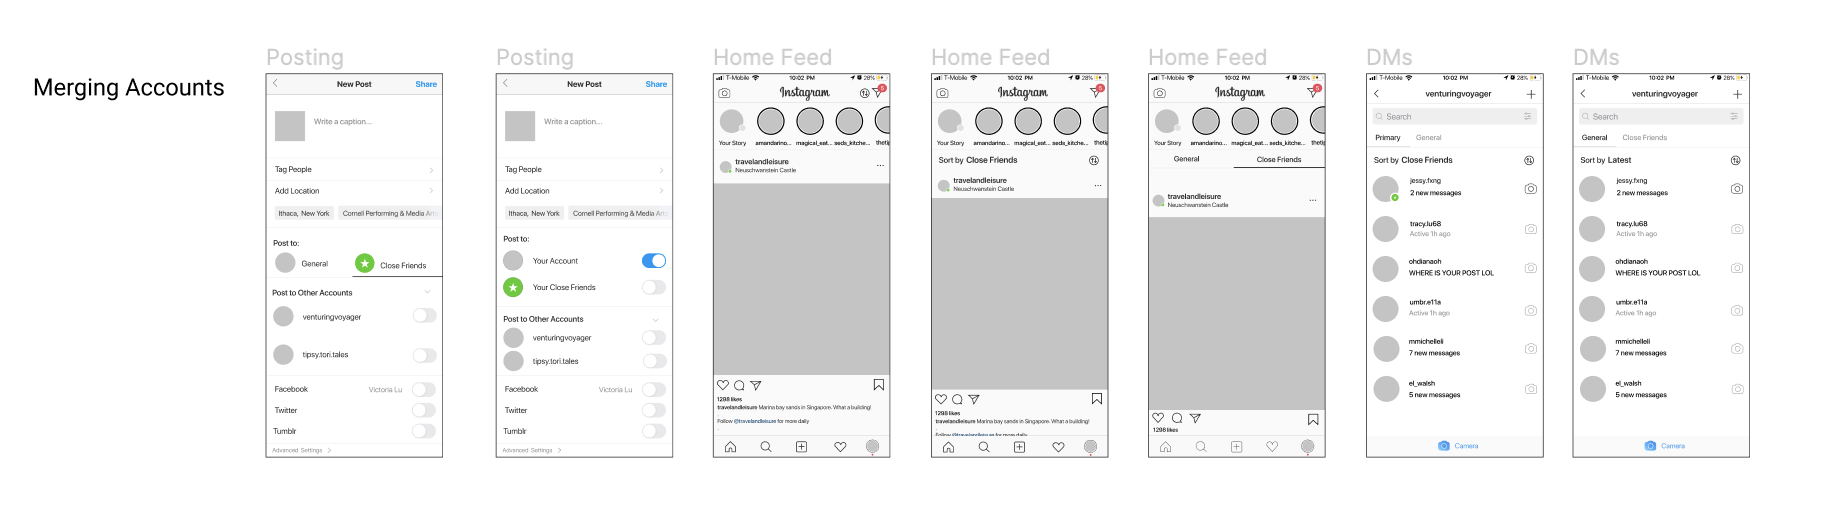 Merging Accounts
Posting
New Post
Share
Write a caption...
Tag People
Add Location
Ithaca, New York
Cornell Performing & Media Arts
Post to:
General
Close Friends
Post to Other Accounts
venturingvoyager
tipsy.tori.tales
Facebook
Victoria Lu
Twitter
Tumblr
Advanced Settings
Posting
New Post
Share
Write a caption...
Tag People
Add Location
Ithaca, New York
Cornell Performing & Media Arts
Post to:
Your Account
Your Close Friends
Post to Other Accounts
venturingvoyager
tipsy.tori.tales
Facebook
Victoria Lu
Twitter
Tumblr
Advanced Settings
Home Feed
T-Mobile 10:02 PM 28%
Instagram
Your Story amandarino... magical_eat... seds_kitche... thetip
travelandleisure
Neuschwanstein Castle
1298 likes
travelandleisure Marina bay sands in Singapore. What a building!
Follow @travelandleisure for more daily
Home Feed
T-Mobile 10:02 PM 28%
Instagram
Your Story amandarino... magical_eat... seds_kitche... thetip
Sort by Close Friends
travelandleisure
Neuschwanstein Castle
1298 likes
travelandleisure Marina bay sands in Singapore. What a building!
Follow @travelandleisure for more daily
Home Feed
T-Mobile 10:02 PM 28%
Instagram
Your Story amandarino... magical_eat... seds_kitche... thetip
General Close Friends
travelandleisure
Neuschwanstein Castle
1298 likes
DMs
T-Mobile 10:02 PM 28%
venturingvoyager
Search
Primary General
Sort by Close Friends
jessy.fxng
2 new messages
tracy.lu68
Active 1h ago
ohdianaoh
WHERE IS YOUR POST LOL
umbr.e11a
Active 1h ago
mmichelleli
7 new messages
el_walsh
5 new messages
Camera
DMs
T-Mobile 10:02 PM 28%
venturingvoyager
Search
General Close Friends
Sort by Latest
jessy.fxng
2 new messages
tracy.lu68
Active 1h ago
ohdianaoh
WHERE IS YOUR POST LOL
umbr.e11a
Active 1h ago
mmichelleli
7 new messages
el_walsh
5 new messages
Camera